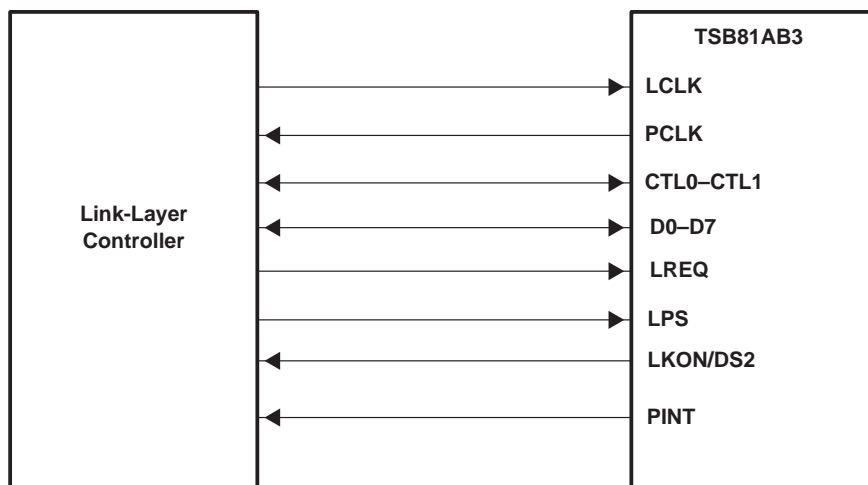 TSB81AB3
LCLK
PCLK
CTL0–CTL1
Link-Layer
Controller
D0–D7
LREQ
LPS
LKON/DS2
PINT